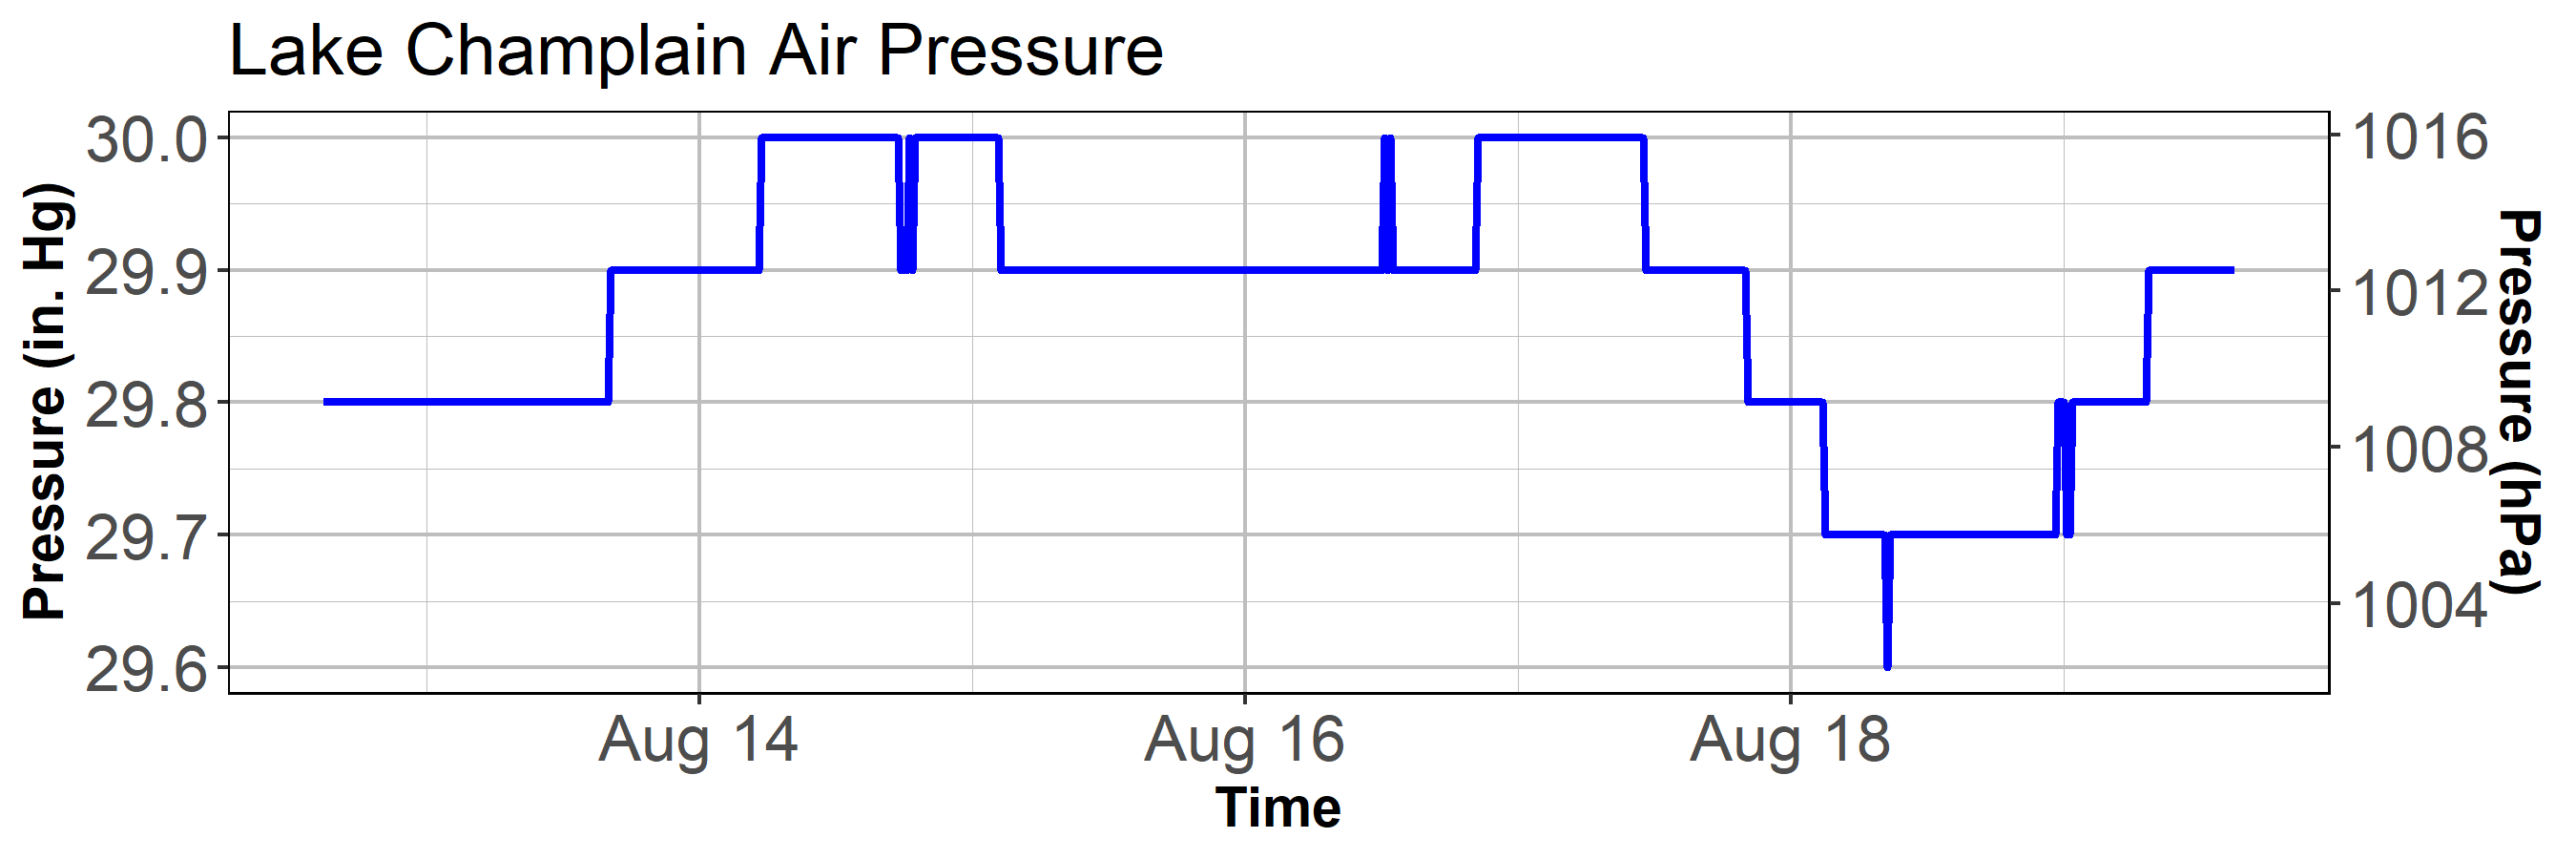 Lake Champlain Air Pressure
30.0
29.9
29.8
29.7
29.6
Pressure (in. Hg)
1016
1012
1008
1004
Pressure (hPa)
Aug 14 Aug 16 Aug 18
Time